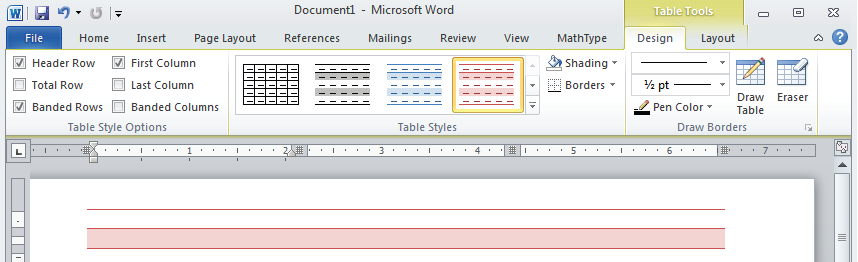 Document1 - Microsoft Word
Table Tools
File Home Insert Page Layout References Mailings Review View MathType Design Layout
Header Row First Column
Total Row Last Column
Banded Rows Banded Columns
Table Style Options
Table Styles
Shading
Borders
½ pt
Pen Color
Draw Table
Eraser
Draw Borders
1 2 3 4 5 6 7